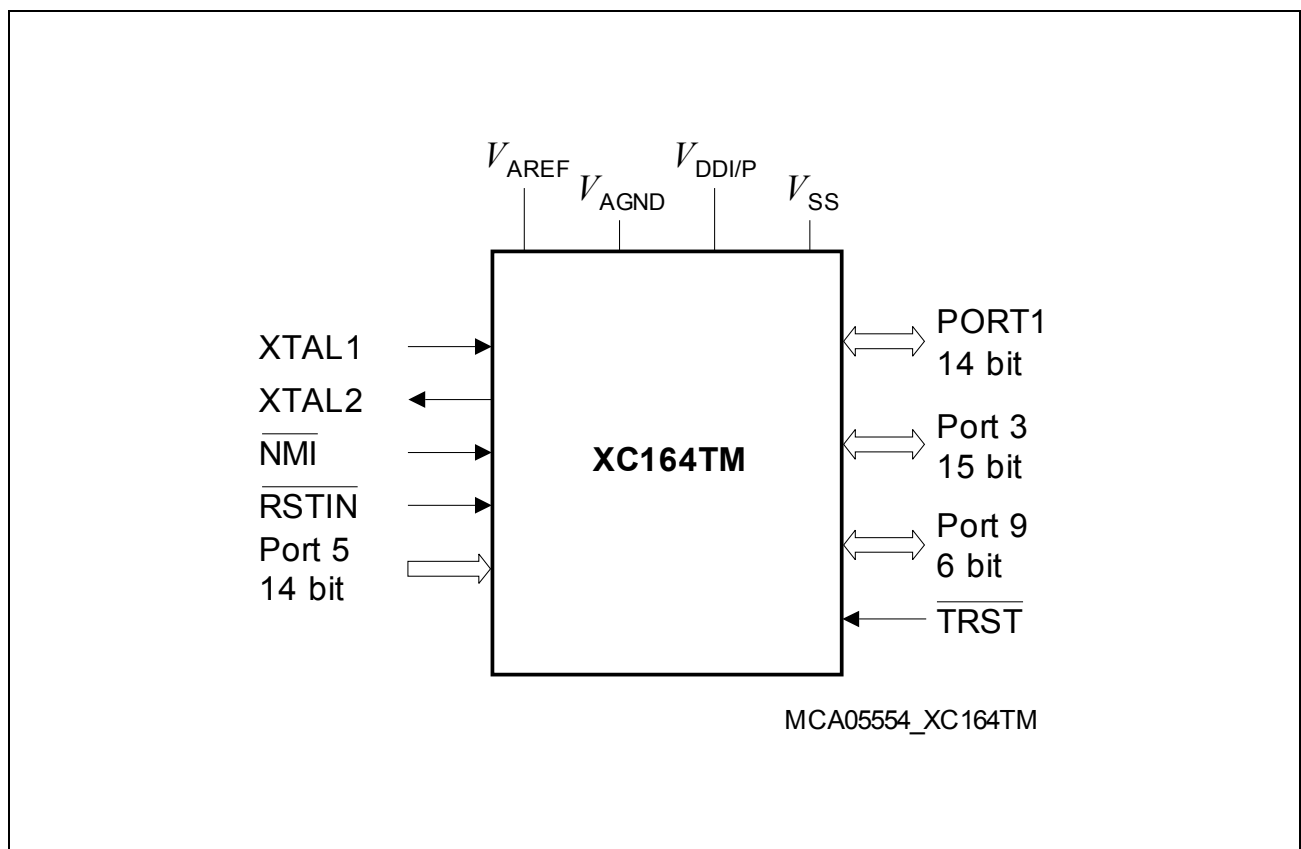 VAREF
VAGND
VDDI/P
VSS
XTAL1
XTAL2
NMI
RSTIN
Port 5
14 bit
XC164TM
PORT1
14 bit
Port 3
15 bit
Port 9
6 bit
TRST
MCA05554_XC164TM